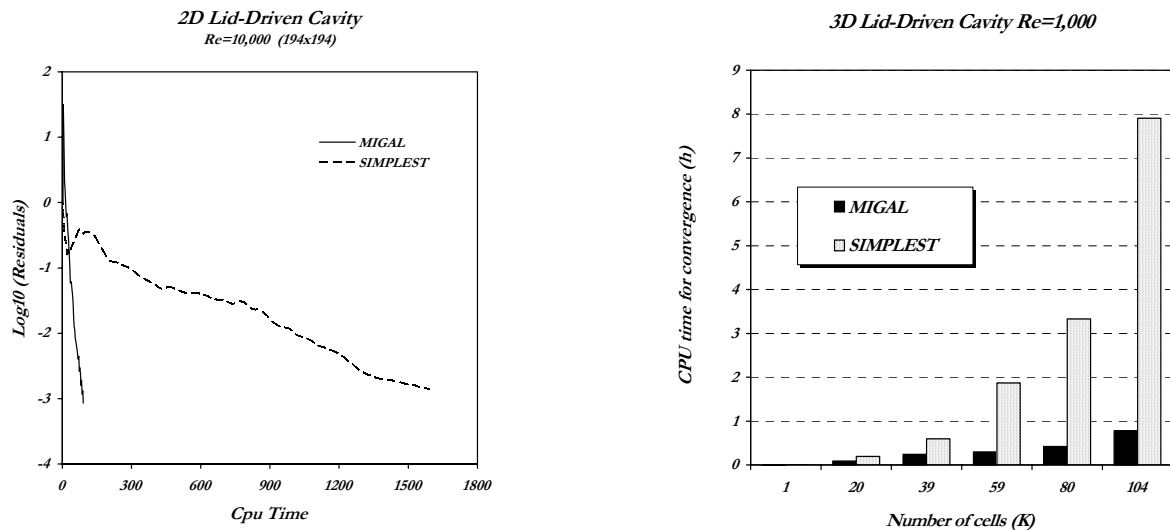 2D Lid-Driven Cavity
Re=10,000 (194x194)
2
1
0
-1
-2
-3
-4
Log10 (Residuals)
MIGAL
SIMPLEST
0 300 600 900 1200 1500 1800
Cpu Time
3D Lid-Driven Cavity Re=1,000
9
8
7
6
5
4
3
2
1
0
CPU time for convergence (h)
MIGAL
SIMPLEST
1 20 39 59 80 104
Number of cells (K)